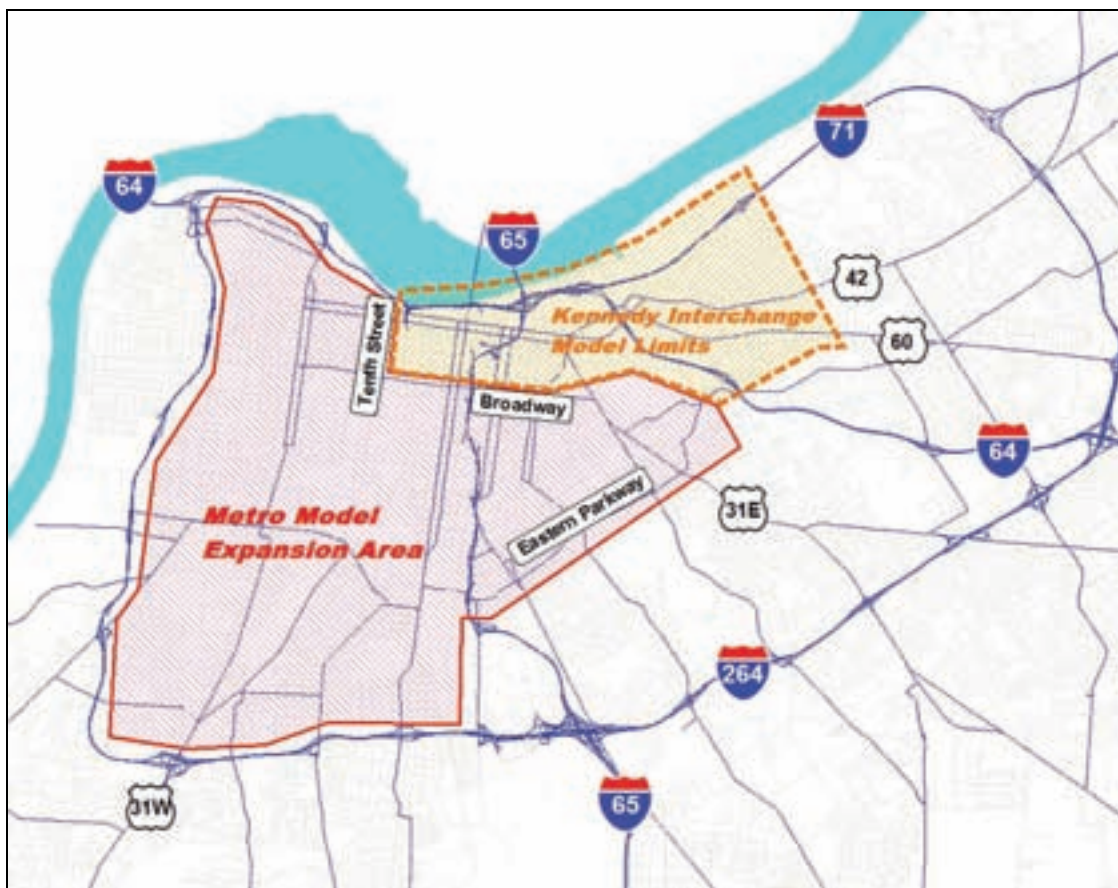 71
64
65
42
Kennedy Interchange
Model Limits
60
Tenth Street
Broadway
64
31E
Eastern Parkway
Metro Model
Expansion Area
264
31W
65